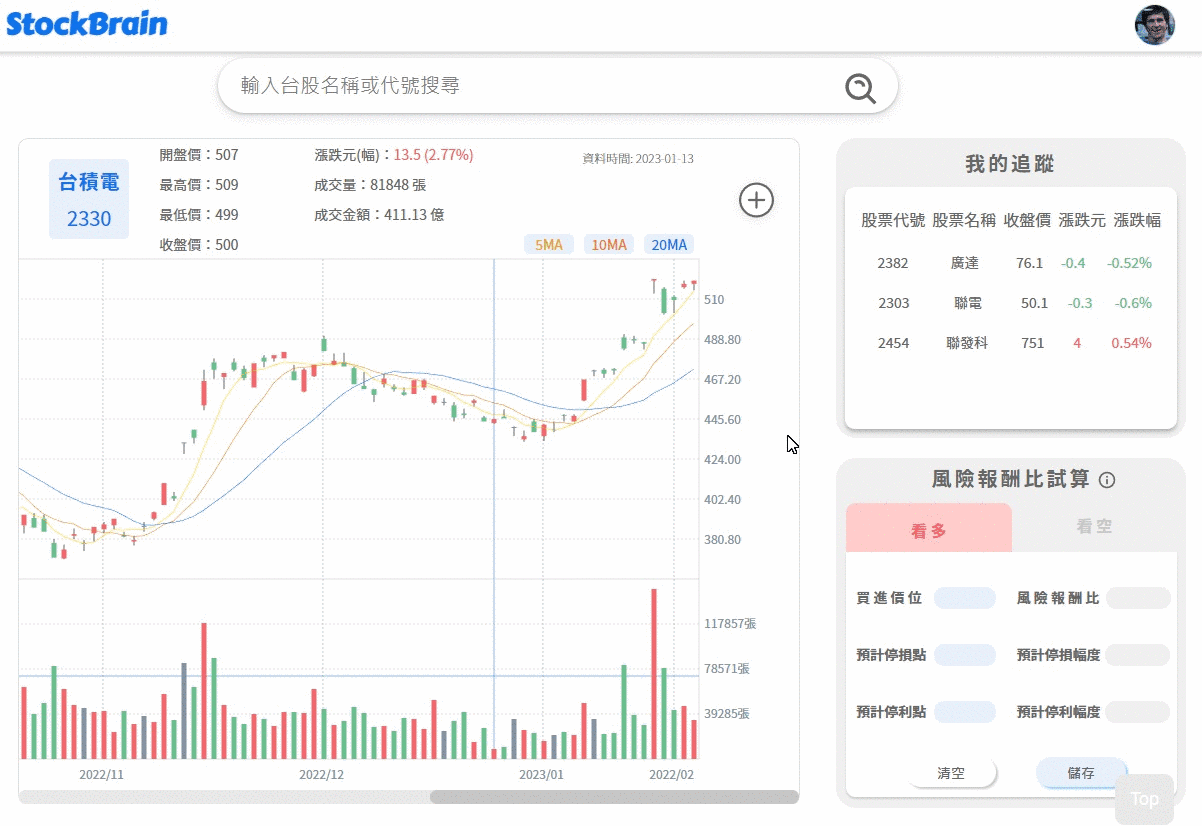 StockBrain
輸入台股名稱或代號搜尋
台積電
2330
開盤價：507
最高價：509
最低價：499
收盤價：500
漲跌元(幅)：13.5 (2.77%)
成交量：81848 張
成交金額：411.13 億
資料時間: 2023-01-13
5MA 10MA 20MA
510
488.80
467.20
445.60
424.00
402.40
380.80
117857張
78571張
39285張
2022/11 2022/12 2023/01 2022/02
我的追蹤
股票代號 股票名稱 收盤價 漲跌元 漲跌幅
2382 廣達 76.1 -0.4 -0.52%
2303 聯電 50.1 -0.3 -0.6%
2454 聯發科 751 4 0.54%
風險報酬比試算
看多 看空
買進價位 風險報酬比
預計停損點 預計停損幅度
預計停利點 預計停利幅度
清空 儲存
Top